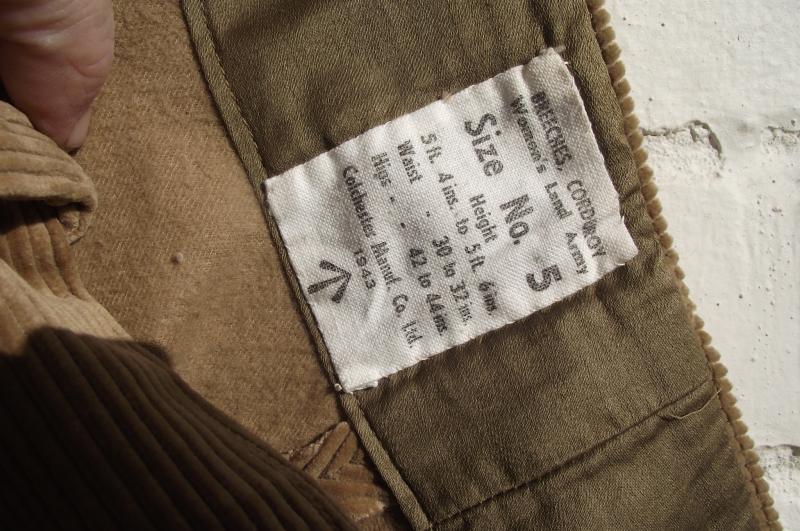 BREECHES, CORDUROY
Women's Land Army
Size No. 5
Height
5 ft. 4 ins. to 5 ft. 6 ins.
Waist . . 30 to 32 ins.
Hips . . 42 to 44 ins.
Colchester Manuf. Co. Ltd.
1943